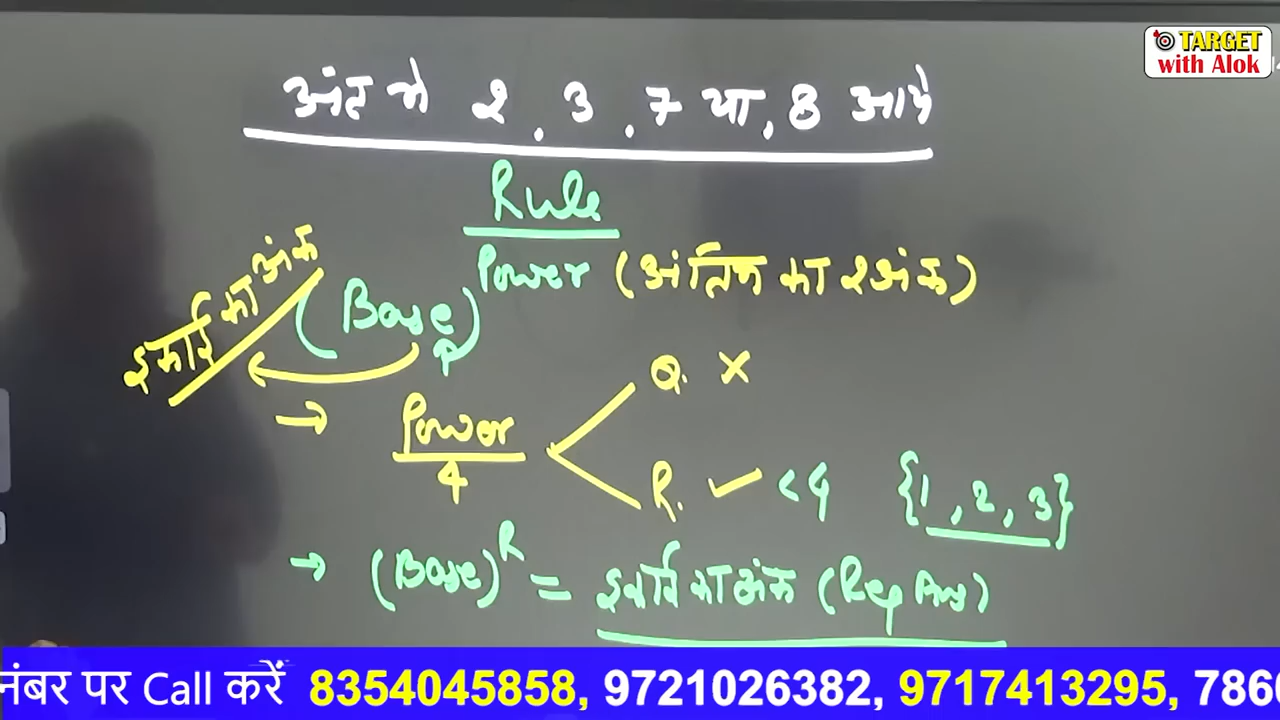 TARGET
with Alok
अंत मे 2, 3, 7 या, 8 आये
Rule
(Base)^Power (अंतिम का 2 अंक)
इकाई का अंक
→ Power/4
Q. ×
R. ✓ <4 {1, 2, 3}
→ (Base)^R = इकाई का अंक (Req Ans)
नंबर पर Call करें 8354045858, 9721026382, 9717413295, 786